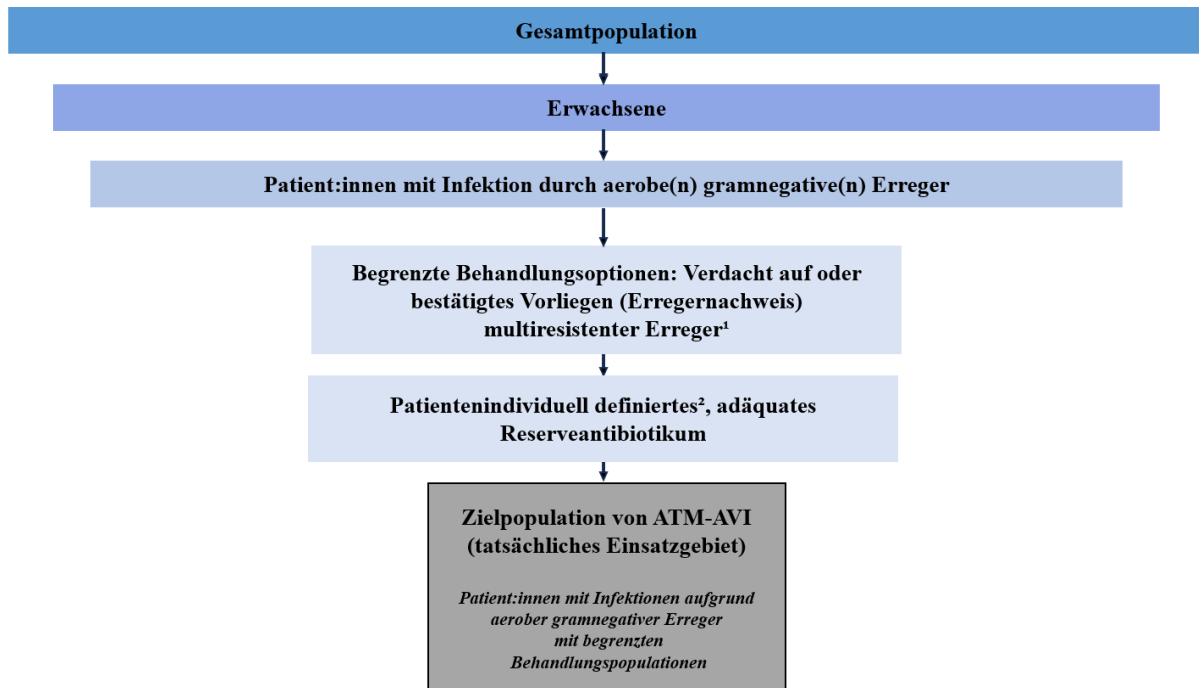 Gesamtpopulation
Erwachsene
Patient:innen mit Infektion durch aerobe(n) gramnegative(n) Erreger
Begrenzte Behandlungsoptionen: Verdacht auf oder
bestätigtes Vorliegen (Erregernachweis)
multiresistenter Erreger¹
Patientenindividuell definiertes², adäquates
Reserveantibiotikum
Zielpopulation von ATM-AVI
(tatsächliches Einsatzgebiet)
Patient:innen mit Infektionen aufgrund
aerober gramnegativer Erreger
mit begrenzten
Behandlungspopulationen